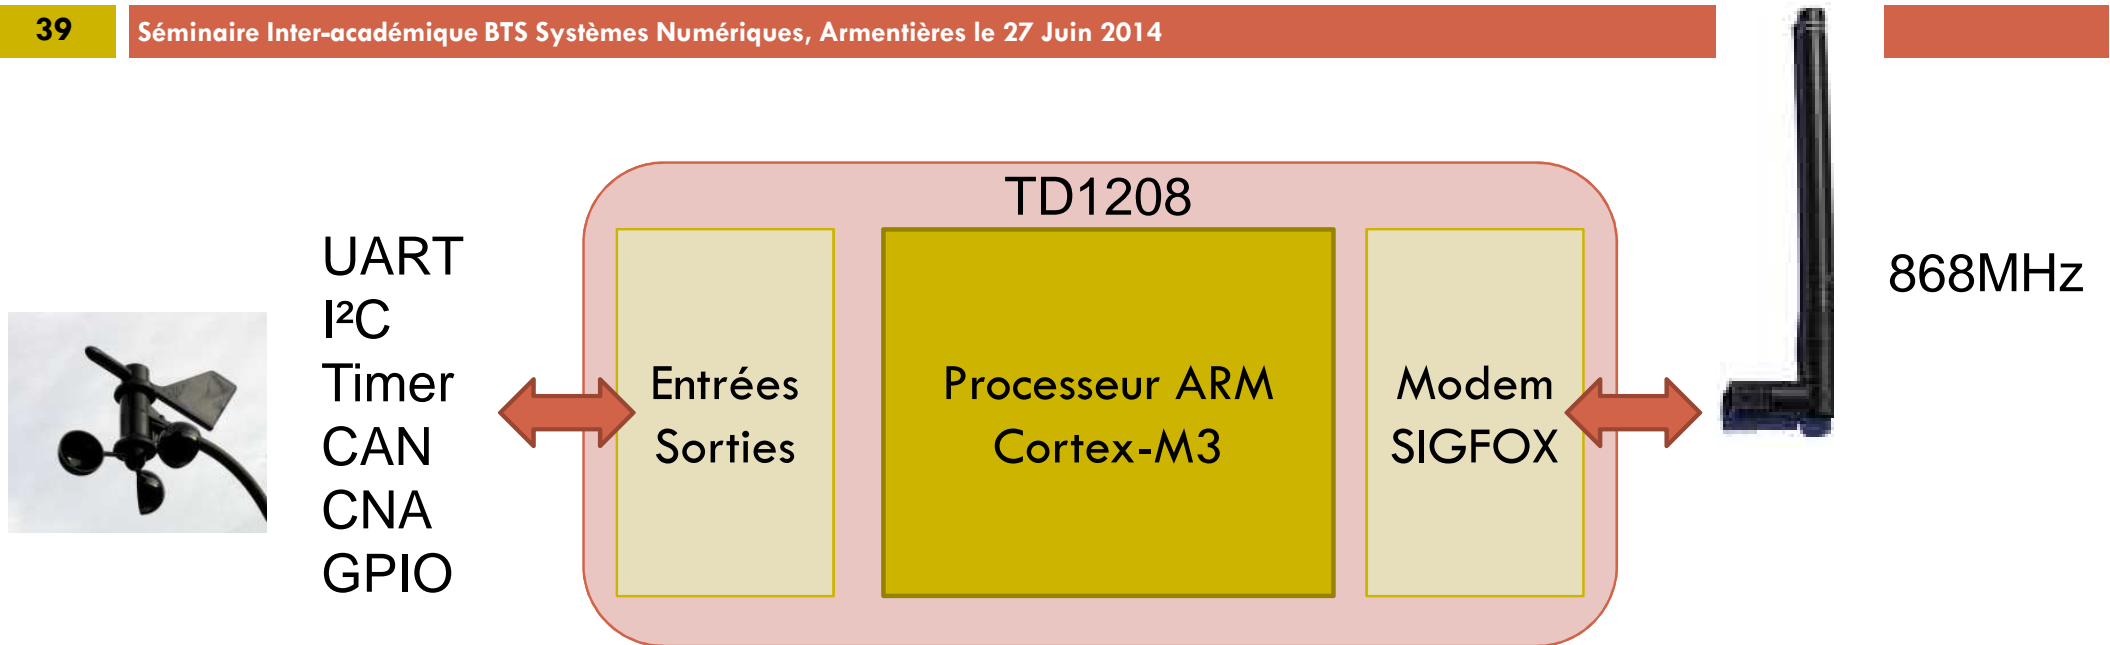 39
Séminaire Inter-académique BTS Systèmes Numériques, Armentières le 27 Juin 2014
TD1208
UART
I²C
Timer
CAN
CNA
GPIO
Entrées
Sorties
Processeur ARM
Cortex-M3
Modem
SIGFOX
868MHz